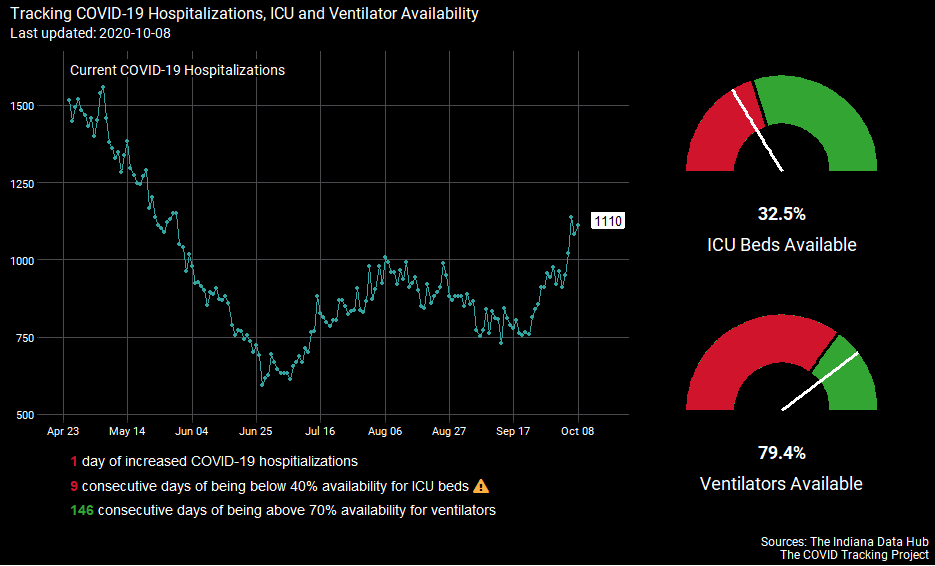 Tracking COVID-19 Hospitalizations, ICU and Ventilator Availability
Last updated: 2020-10-08
Current COVID-19 Hospitalizations
1500
1250
1000
750
500
Apr 23 May 14 Jun 04 Jun 25 Jul 16 Aug 06 Aug 27 Sep 17 Oct 08
1110
32.5%
ICU Beds Available
79.4%
Ventilators Available
1 day of increased COVID-19 hospitializations
9 consecutive days of being below 40% availability for ICU beds
146 consecutive days of being above 70% availability for ventilators
Sources: The Indiana Data Hub
The COVID Tracking Project